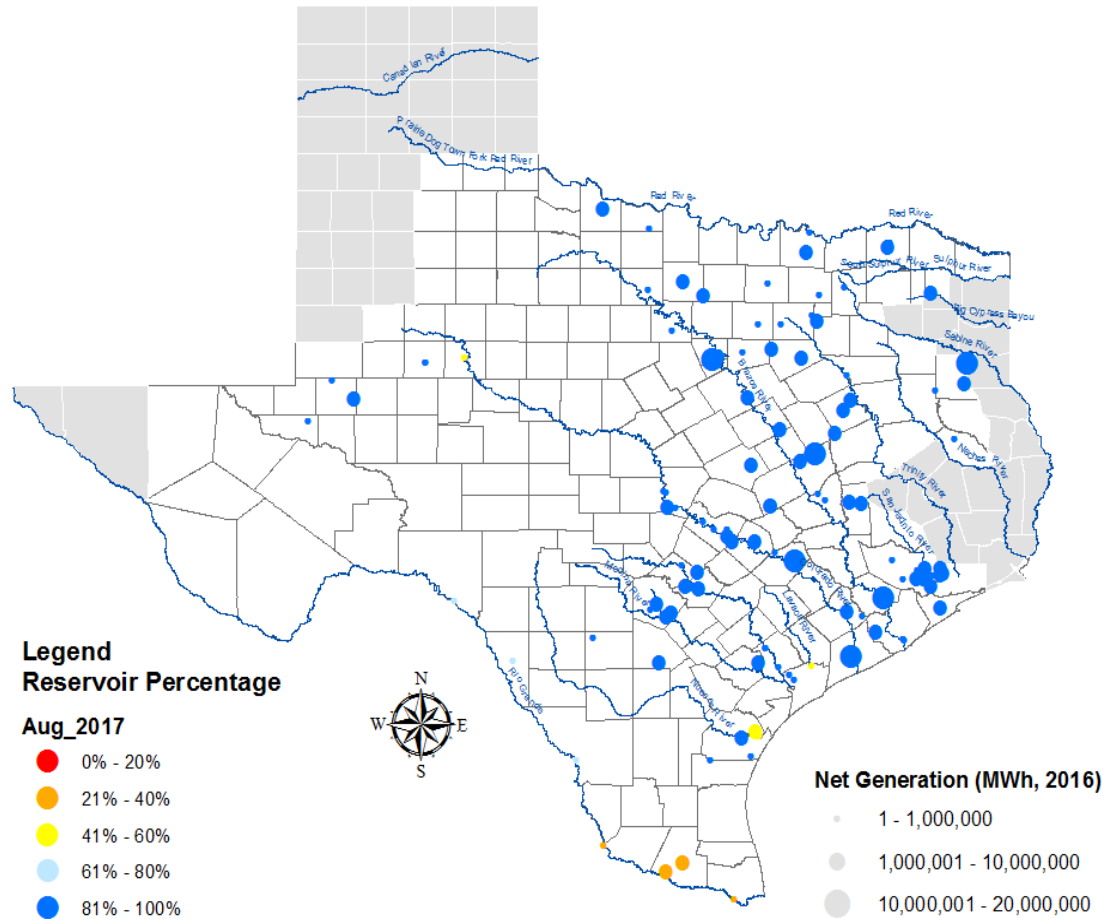 Canadian River
Prairie Dog Town Fork Red River
Red River
Red River
South Sulphur River
Sulphur River
Big Cypress Bayou
Sabine River
Brazos River
Neches River
Trinity River
San Jacinto River
Colorado River
Medina River
Lavaca River
Rio Grande
Nueces River
Legend
Reservoir Percentage
Aug_2017
0% - 20%
21% - 40%
41% - 60%
61% - 80%
81% - 100%
N
W E
S
Net Generation (MWh, 2016)
1 - 1,000,000
1,000,001 - 10,000,000
10,000,001 - 20,000,000